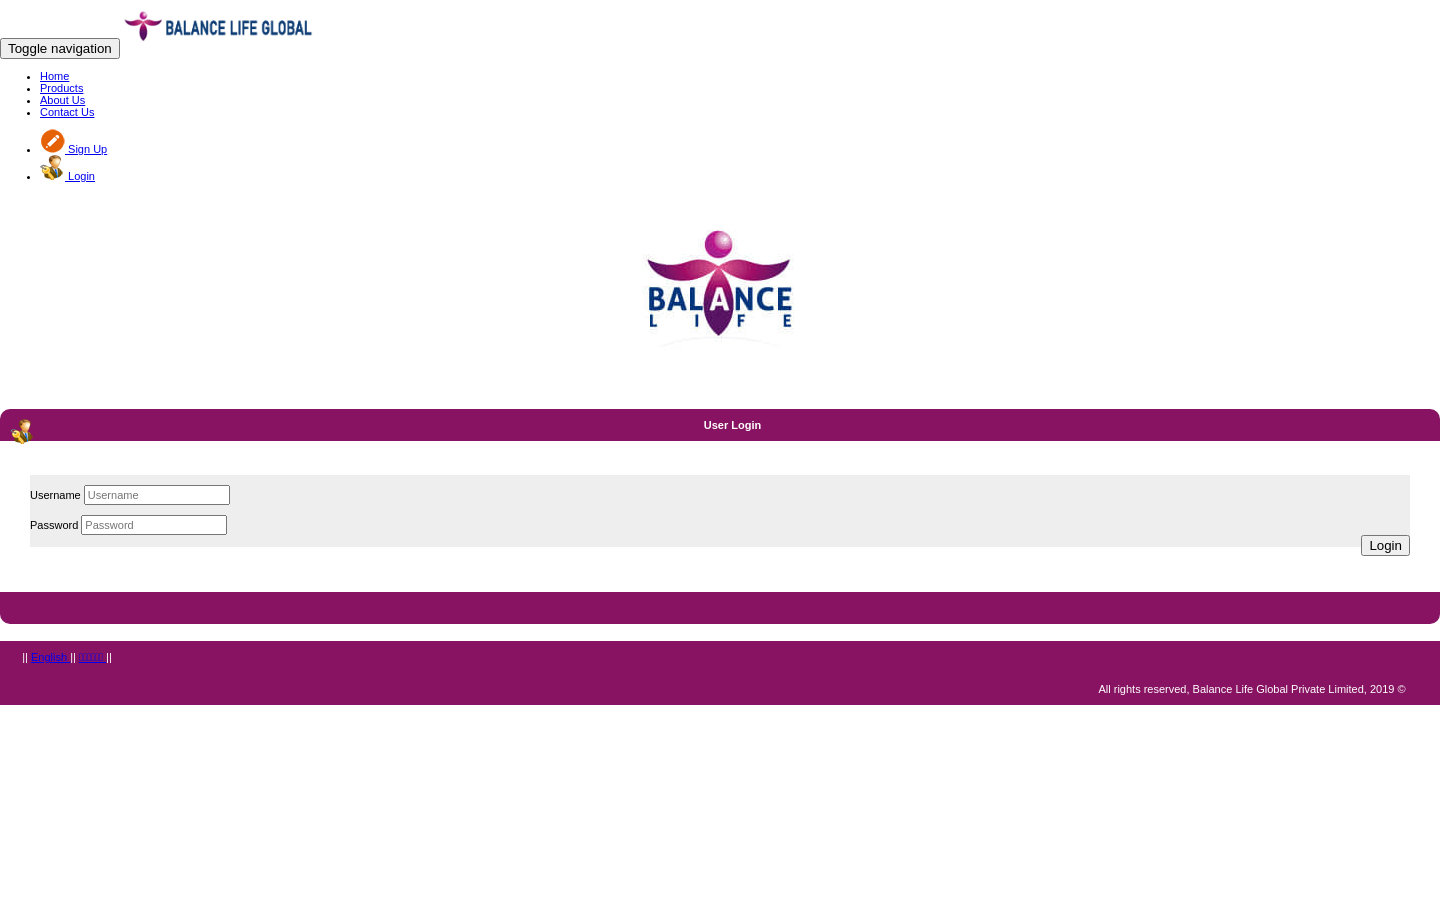 BALANCE LIFE GLOBAL
Toggle navigation
Home
Products
About Us
Contact Us
Sign Up
Login
BALANCE
LIFE
User Login
Username Username
Password Password
Login
|| English || ||
All rights reserved, Balance Life Global Private Limited, 2019 ©